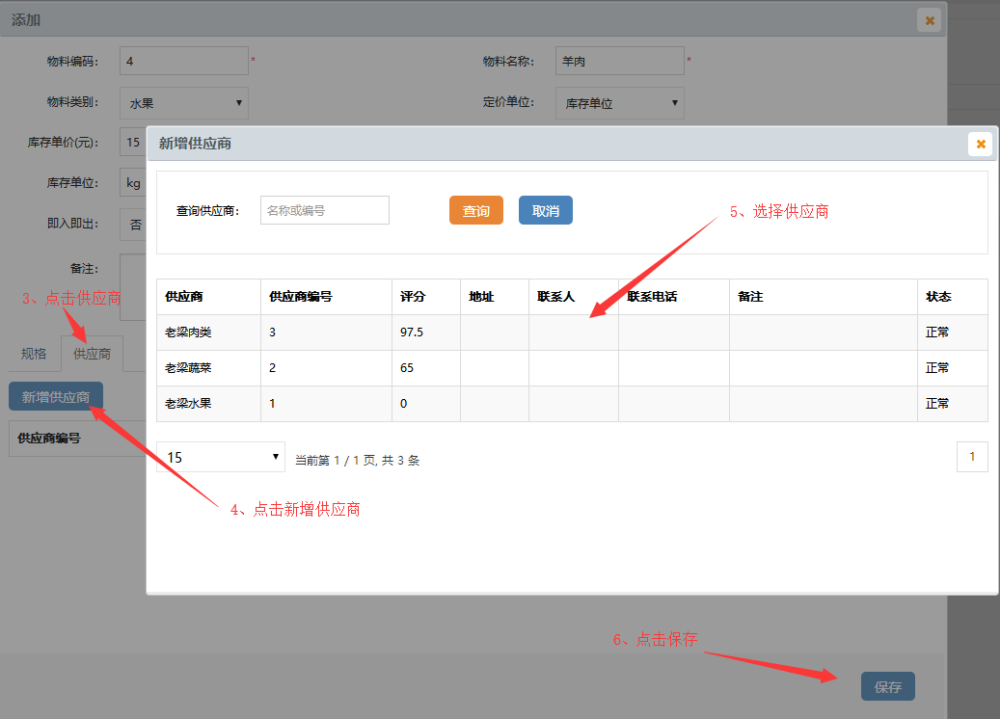 添加
物料编码： 4 * 物料名称： 羊肉 *
物料类别： 水果 定价单位： 库存单位
库存单价(元)： 15
库存单位： kg
即入即出： 否
备注：
3、点击供应商
规格 供应商
新增供应商
供应商编号
4、点击新增供应商
新增供应商
查询供应商： 名称或编号 查询 取消
5、选择供应商
供应商 供应商编号 评分 地址 联系人 联系电话 备注 状态
老梁肉类 3 97.5 正常
老梁蔬菜 2 65 正常
老梁水果 1 0 正常
15 当前第 1 / 1 页, 共 3 条 1
6、点击保存
保存